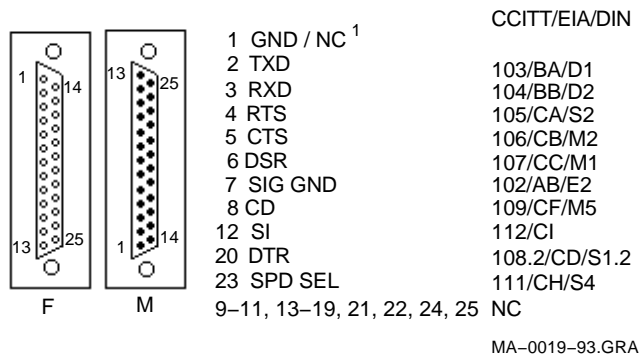 CCITT/EIA/DIN
1 GND / NC 1
2 TXD 103/BA/D1
3 RXD 104/BB/D2
4 RTS 105/CA/S2
5 CTS 106/CB/M2
6 DSR 107/CC/M1
7 SIG GND 102/AB/E2
8 CD 109/CF/M5
12 SI 112/CI
20 DTR 108.2/CD/S1.2
23 SPD SEL 111/CH/S4
9–11, 13–19, 21, 22, 24, 25 NC
1
14
13
25
F
13
25
1
14
M
MA–0019–93.GRA